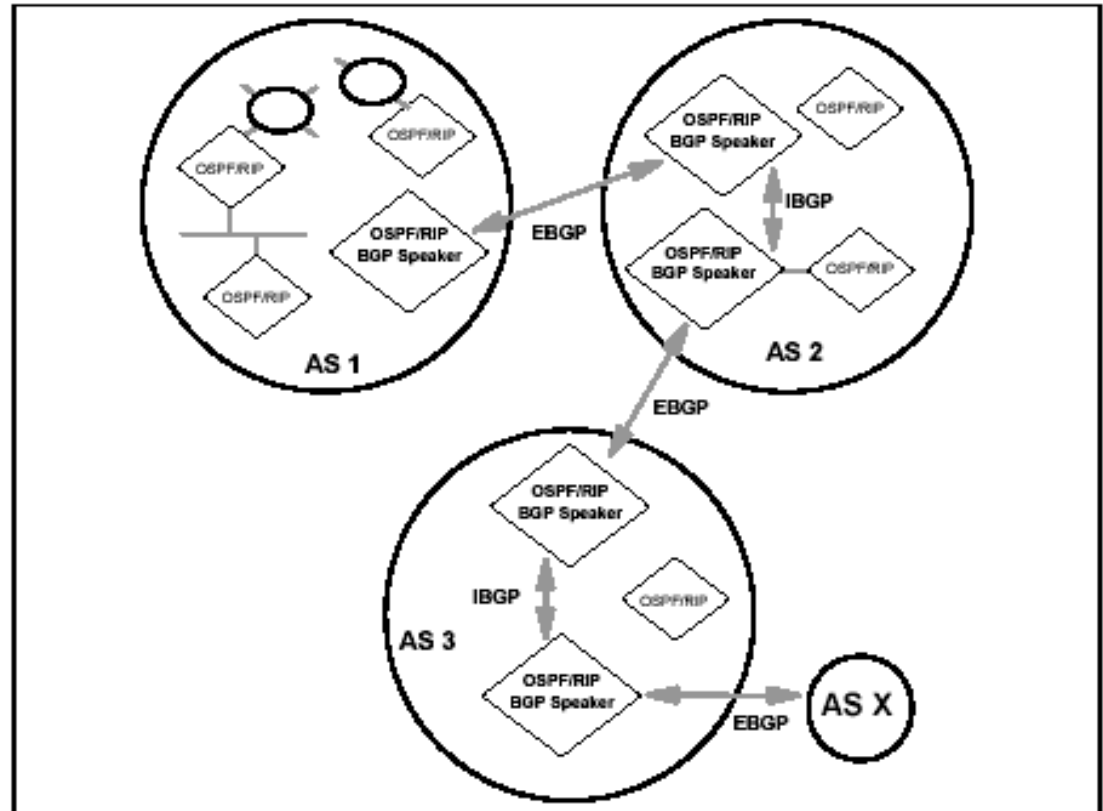 OSPF/RIP
OSPF/RIP
OSPF/RIP
BGP Speaker
OSPF/RIP
AS 1
EBGP
OSPF/RIP
BGP Speaker
OSPF/RIP
IBGP
OSPF/RIP
BGP Speaker
OSPF/RIP
AS 2
EBGP
OSPF/RIP
BGP Speaker
IBGP
OSPF/RIP
AS 3
OSPF/RIP
BGP Speaker
EBGP
AS X